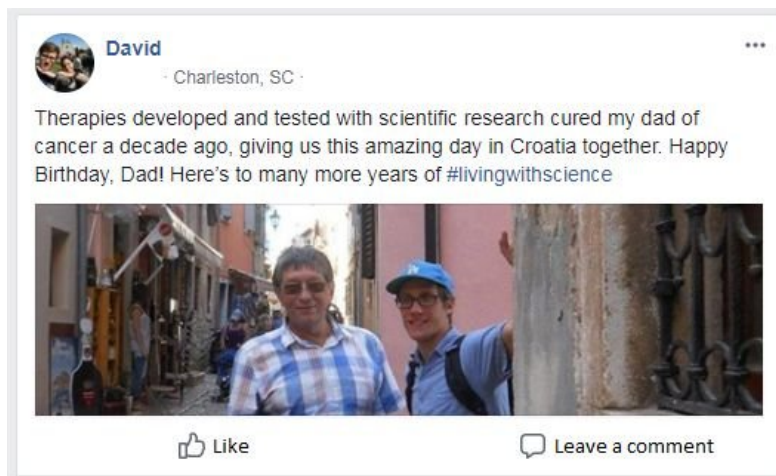 David
· Charleston, SC ·
Therapies developed and tested with scientific research cured my dad of
cancer a decade ago, giving us this amazing day in Croatia together. Happy
Birthday, Dad! Here’s to many more years of #livingwithscience
Like
Leave a comment